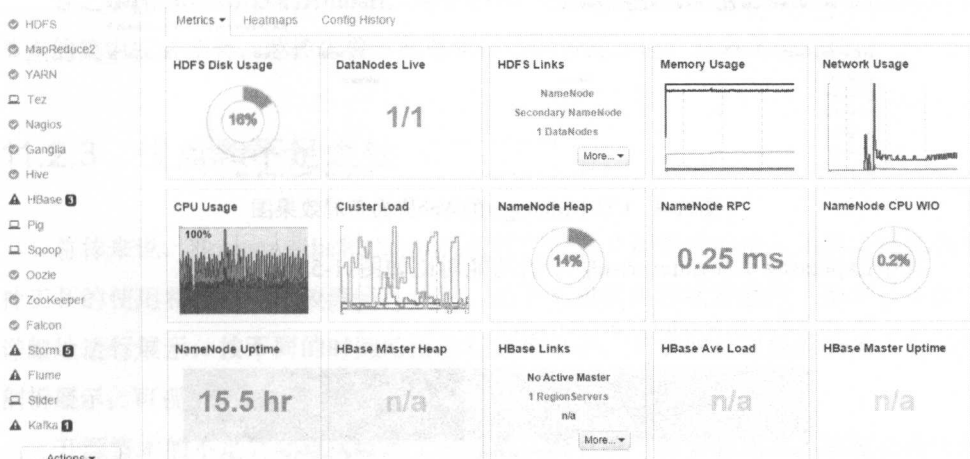 HDFS
MapReduce2
YARN
Tez
Nagios
Ganglia
Hive
HBase 3
Pig
Sqoop
Oozie
ZooKeeper
Falcon
Storm 5
Flume
Slider
Kafka 1
Actions
Metrics Heatmaps Config History
HDFS Disk Usage
16%
DataNodes Live
1/1
HDFS Links
NameNode
Secondary NameNode
1 DataNodes
More...
Memory Usage
Network Usage
CPU Usage
100%
Cluster Load
NameNode Heap
14%
NameNode RPC
0.25 ms
NameNode CPU WIO
0.2%
NameNode Uptime
15.5 hr
HBase Master Heap
n/a
HBase Links
No Active Master
1 RegionServers
n/a
More...
HBase Ave Load
n/a
HBase Master Uptime
n/a